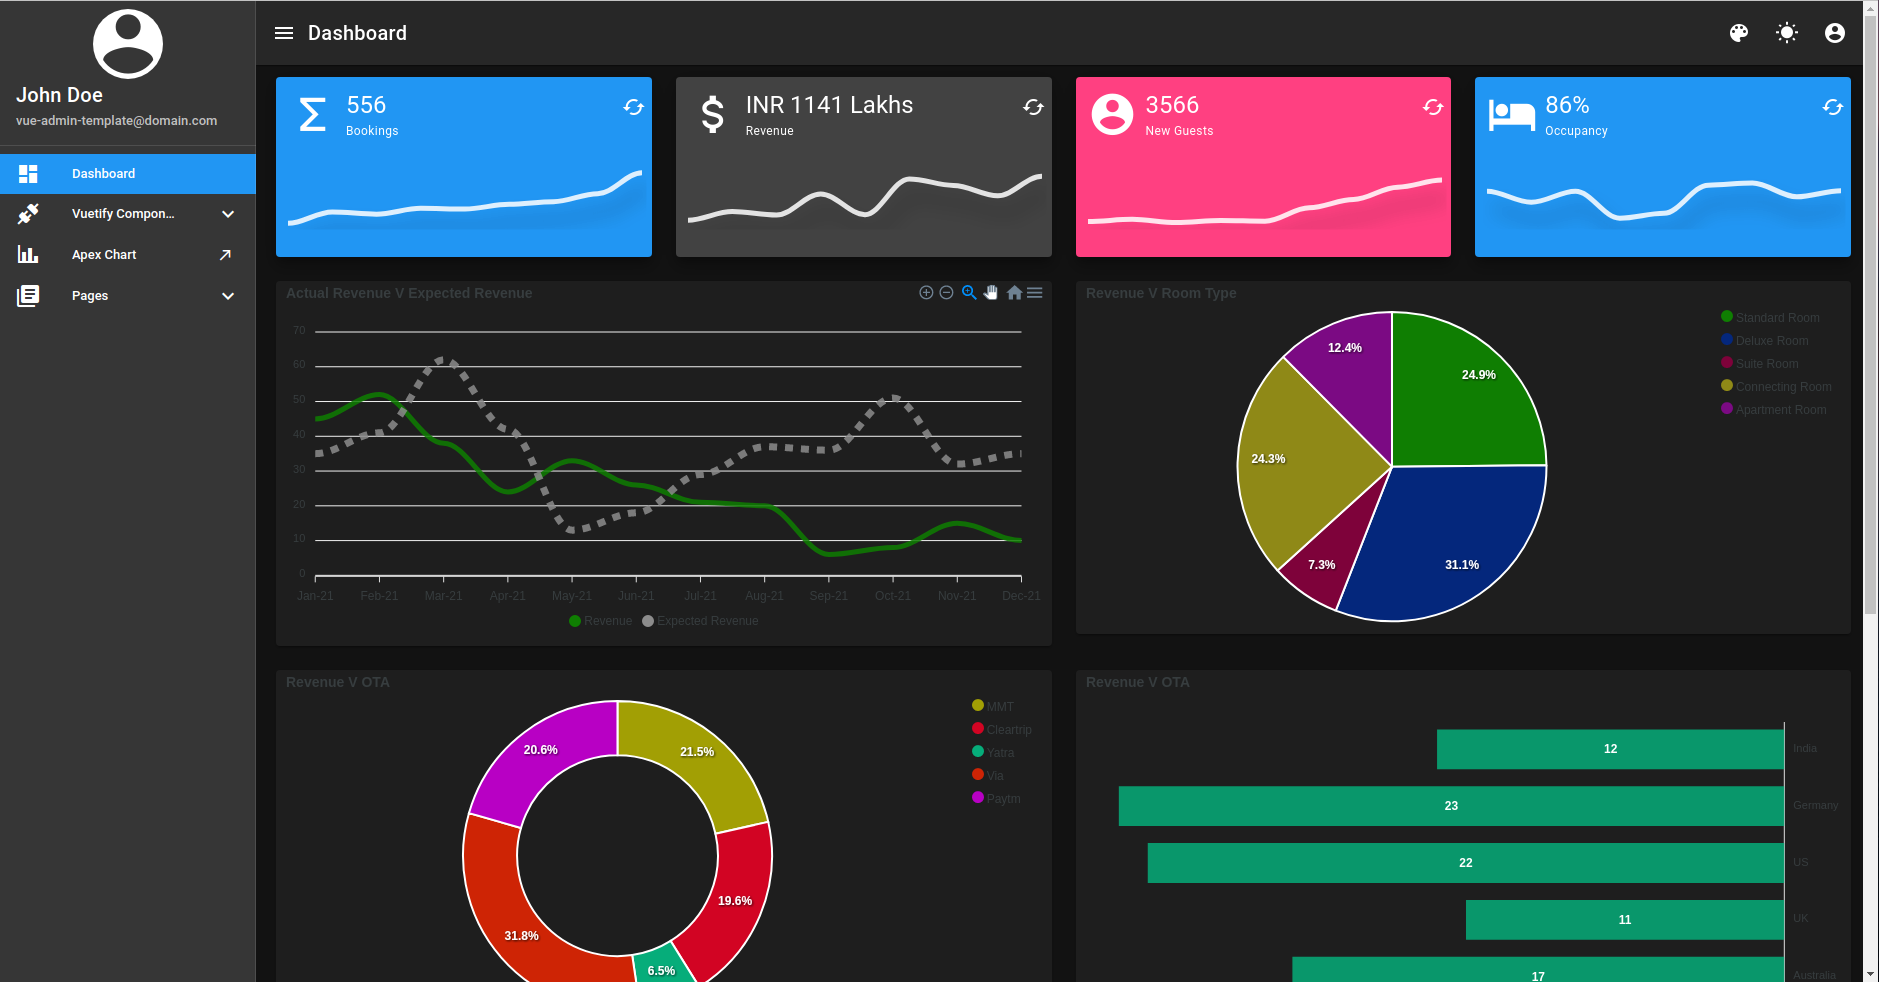 John Doe
vue-admin-template@domain.com
Dashboard
Vuetify Compon...
Apex Chart
Pages
Dashboard
556
Bookings
INR 1141 Lakhs
Revenue
3566
New Guests
86%
Occupancy
Actual Revenue V Expected Revenue
70
60
50
40
30
20
10
0
Jan-21 Feb-21 Mar-21 Apr-21 May-21 Jun-21 Jul-21 Aug-21 Sep-21 Oct-21 Nov-21 Dec-21
Revenue Expected Revenue
Revenue V Room Type
12.4%
24.9%
24.3%
7.3%
31.1%
Standard Room
Deluxe Room
Suite Room
Connecting Room
Apartment Room
Revenue V OTA
20.6%
21.5%
19.6%
31.8%
6.5%
MMT
Cleartrip
Yatra
Via
Paytm
Revenue V OTA
12 India
23 Germany
22 US
11 UK
17 Australia